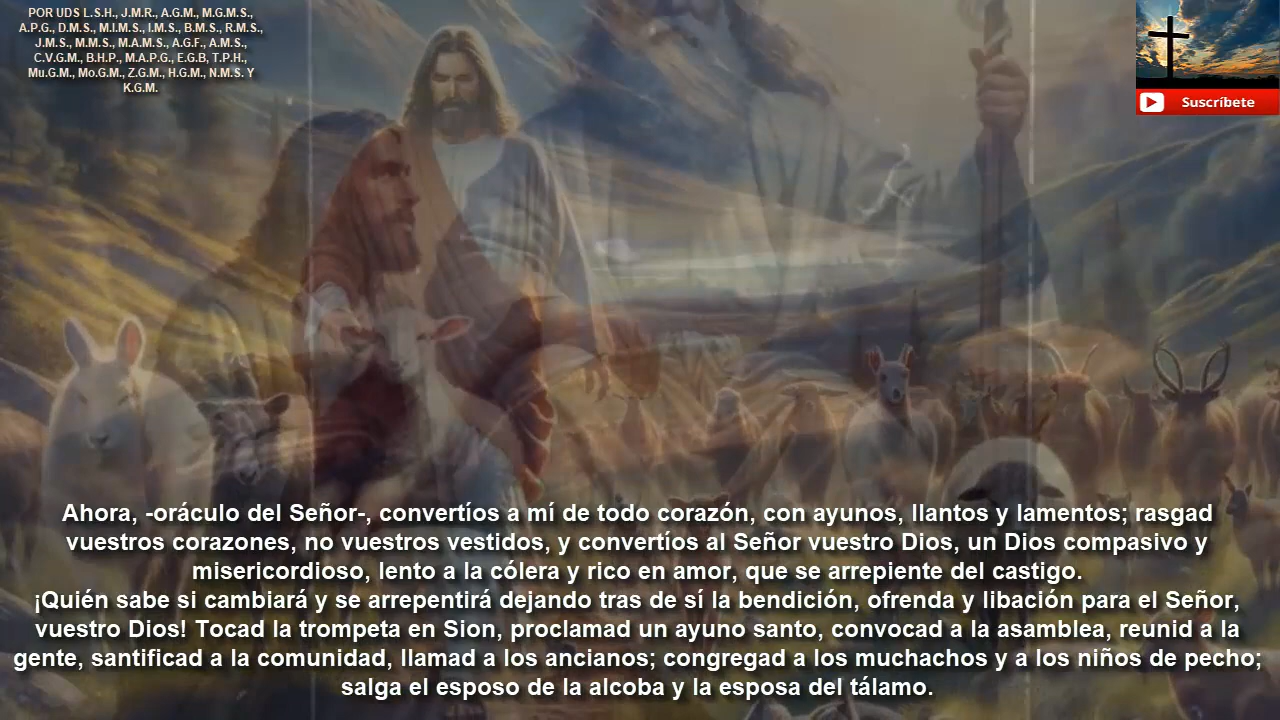 POR UDS L.S.H., J.M.R., A.G.M., M.G.M.S.,
A.P.G., D.M.S., M.I.M.S., I.M.S., B.M.S., R.M.S.,
J.M.S., M.M.S., M.A.M.S., A.G.F., A.M.S.,
C.V.G.M., B.H.P., M.A.P.G., E.G.B, T.P.H.,
Mu.G.M., Mo.G.M., Z.G.M., H.G.M., N.M.S. Y
K.G.M.
Suscríbete
Ahora, -oráculo del Señor-, convertíos a mí de todo corazón, con ayunos, llantos y lamentos; rasgad
vuestros corazones, no vuestros vestidos, y convertíos al Señor vuestro Dios, un Dios compasivo y
misericordioso, lento a la cólera y rico en amor, que se arrepiente del castigo.
¡Quién sabe si cambiará y se arrepentirá dejando tras de sí la bendición, ofrenda y libación para el Señor,
vuestro Dios! Tocad la trompeta en Sion, proclamad un ayuno santo, convocad a la asamblea, reunid a la
gente, santificad a la comunidad, llamad a los ancianos; congregad a los muchachos y a los niños de pecho;
salga el esposo de la alcoba y la esposa del tálamo.